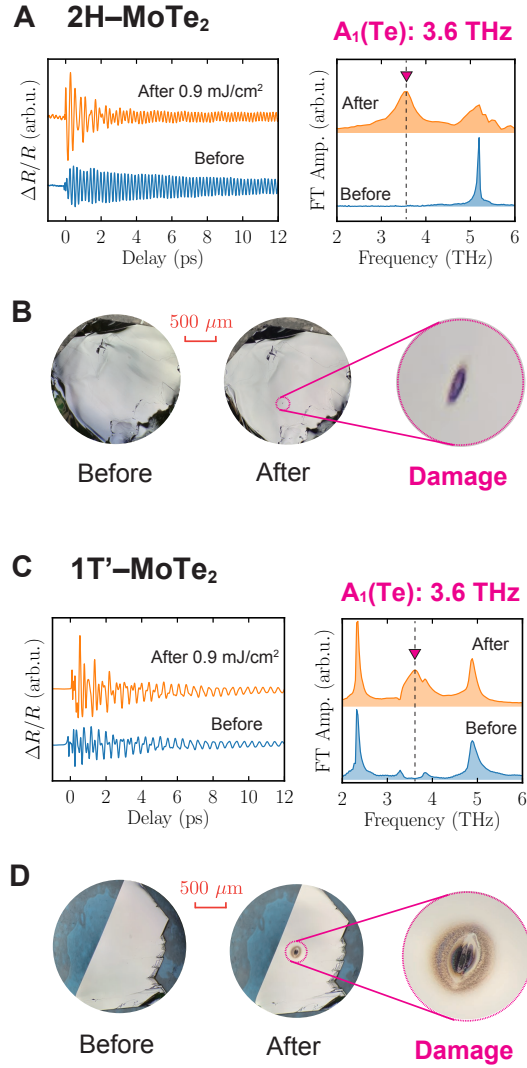 A 2H–MoTe₂
A₁(Te): 3.6 THz
ΔR/R (arb.u.)
After 0.9 mJ/cm²
Before
0 2 4 6 8 10 12
Delay (ps)
FT Amp. (arb.u.)
After
Before
2 3 4 5 6
Frequency (THz)
B
500 μm
Before
After
Damage
C 1T’–MoTe₂
A₁(Te): 3.6 THz
ΔR/R (arb.u.)
After 0.9 mJ/cm²
Before
0 2 4 6 8 10 12
Delay (ps)
FT Amp. (arb.u.)
After
Before
2 3 4 5 6
Frequency (THz)
D
500 μm
Before
After
Damage